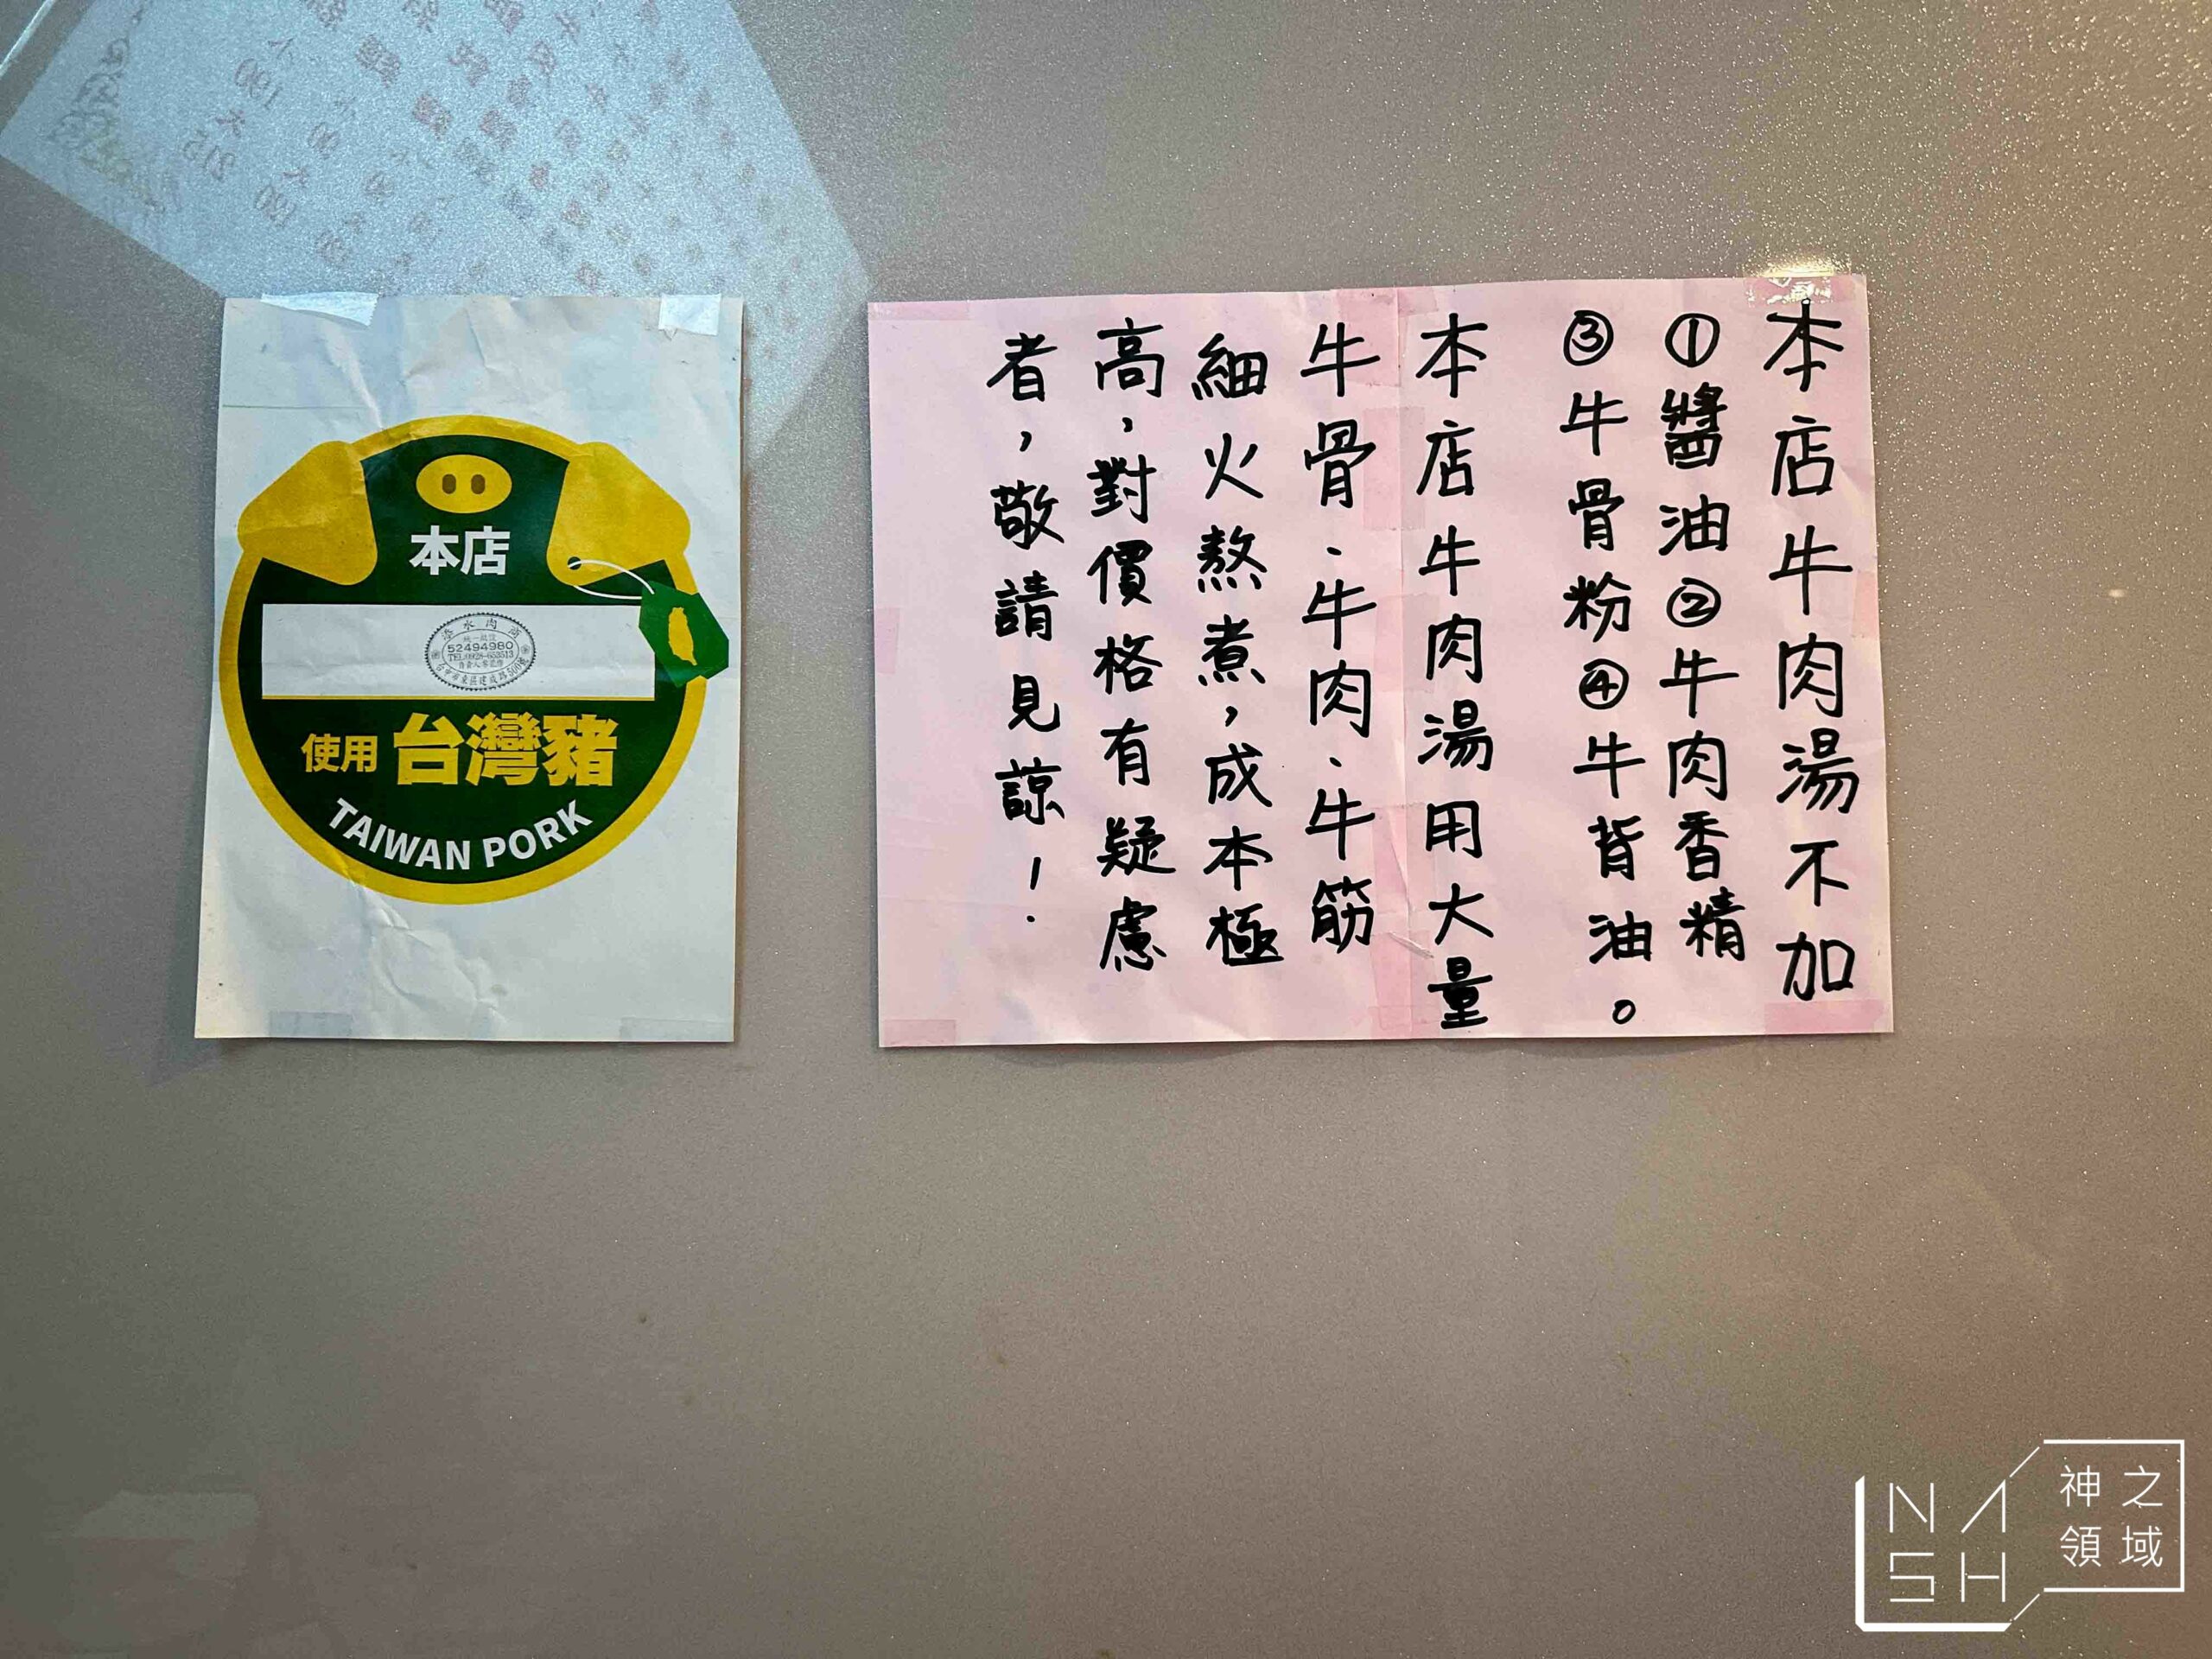 本店
52494980
使用 台灣豬
TAIWAN PORK
本店牛肉湯不加
①醬油②牛肉香精
③牛骨粉④牛背油。
本店牛肉湯用大量
牛骨、牛肉、牛筋
細火熬煮，成本極
高，對價格有疑慮
者，敬請見諒！
NASH
神之
領域